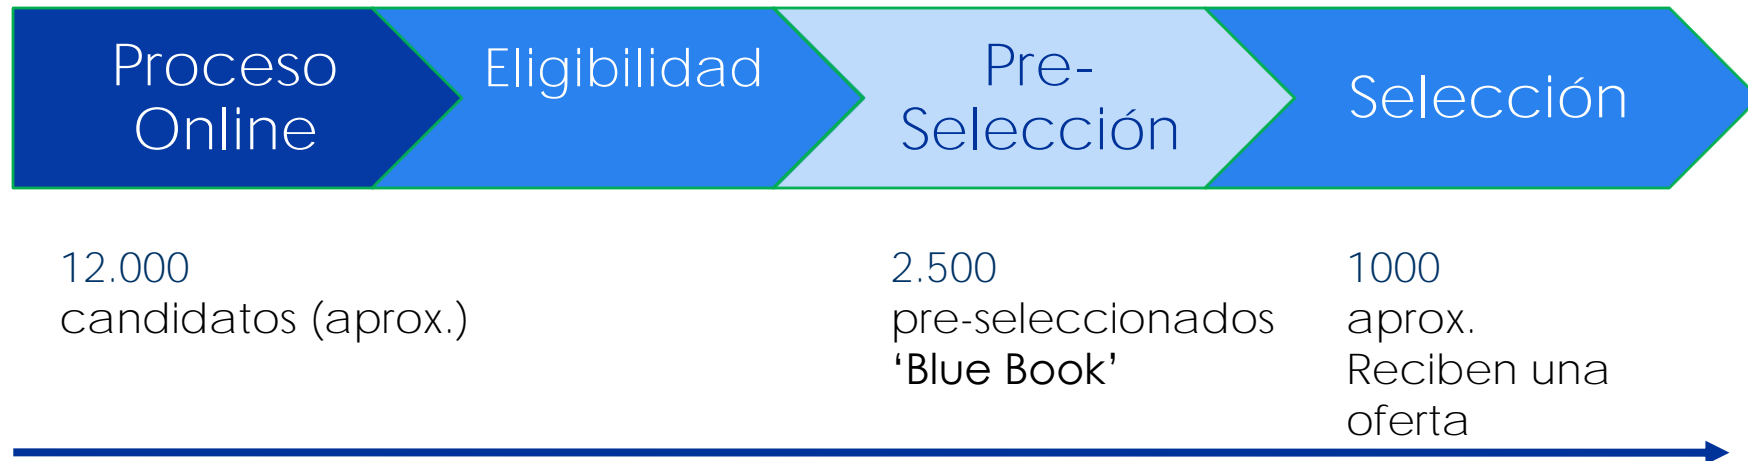 Proceso
Online
Eligibilidad
Pre-
Selección
Selección
12.000
candidatos (aprox.)
2.500
pre-seleccionados
‘Blue Book’
1000
aprox.
Reciben una
oferta